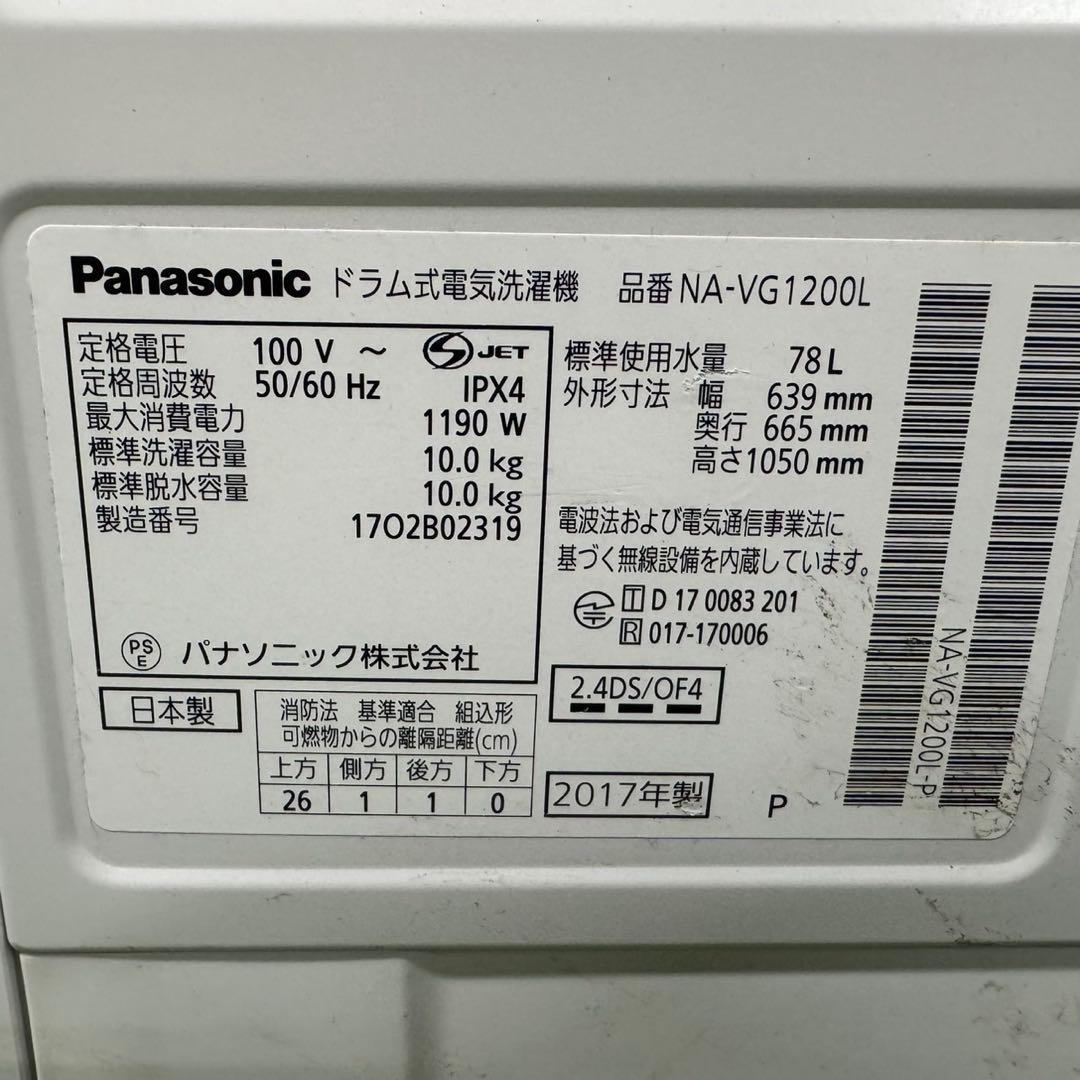 Panasonic ドラム式電気洗濯機 品番 NA-VG1200L
定格電圧 100 V ~ S JET
定格周波数 50/60 Hz IPX4
最大消費電力 1190 W
標準洗濯容量 10.0 kg
標準脱水容量 10.0 kg
製造番号 17O2B02319
PS E パナソニック株式会社
標準使用水量 78 L
外形寸法 幅 639 mm
奥行 665 mm
高さ 1050 mm
電波法および電気通信事業法に
基づく無線設備を内蔵しています。
T D 17 0083 201
R 017-170006
日本製
消防法 基準適合 組込形
可燃物からの離隔距離(cm)
上方 側方 後方 下方
26 1 1 0
2.4DS/OF4
2017年製
P
NA-VG1200L-P